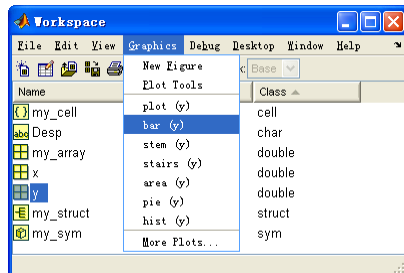 Workspace
File Edit View Graphics Debug Desktop Window Help
Base
New Figure
Plot Tools
plot (y)
bar (y)
stem (y)
stairs (y)
area (y)
pie (y)
hist (y)
More Plots...
Name Class
my_cell cell
abc Desp char
my_array double
x double
y double
my_struct struct
my_sym sym